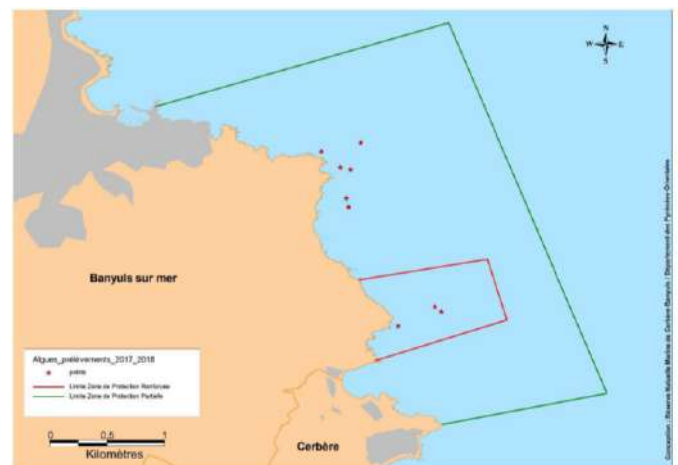 N
W E
S
Banyuls sur mer
Algues_prélèvements_2017_2018
points
Limite Zone de Protection Renforcée
Limite Zone de Protection Partielle
0 0,5 1
Kilomètres
Cerbère
Conception : Réserve Naturelle Marine de Cerbère-Banyuls / Département des Pyrénées-Orientales